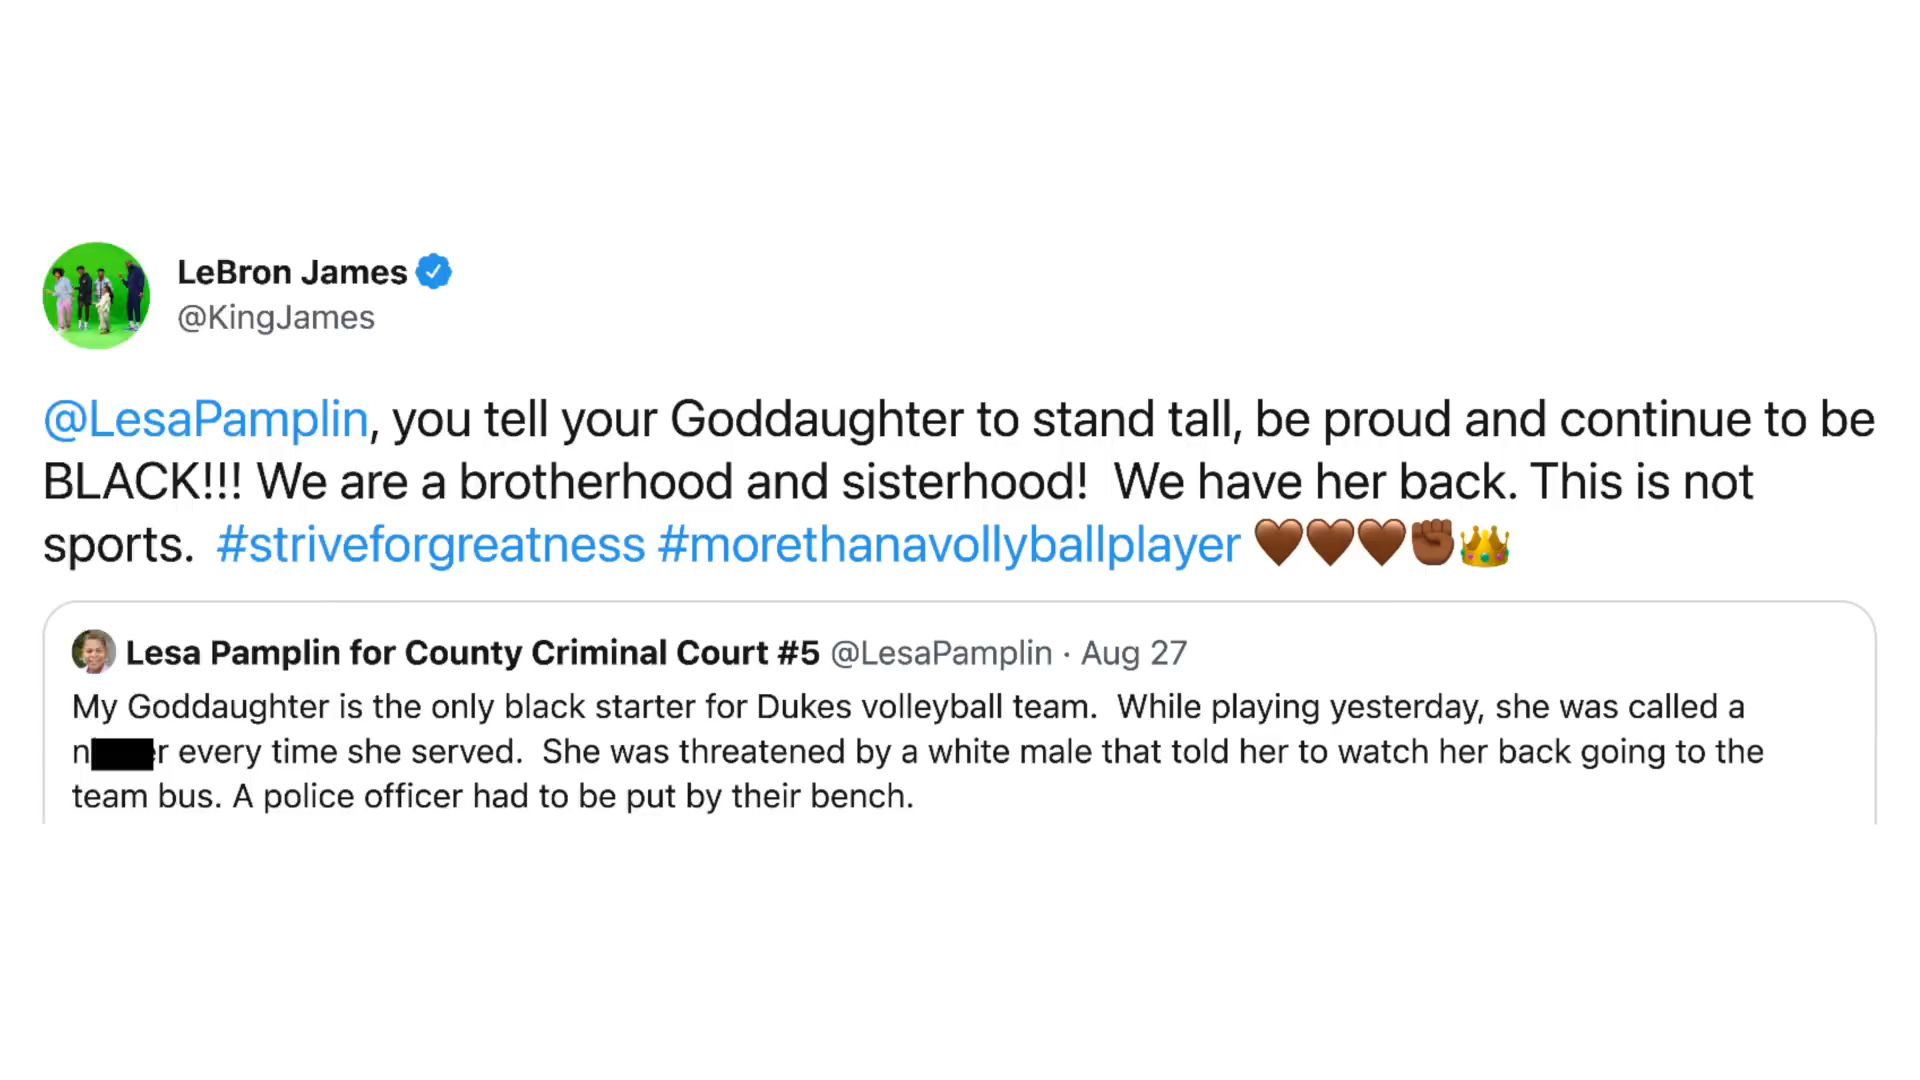 LeBron James
@KingJames
@LesaPamplin, you tell your Goddaughter to stand tall, be proud and continue to be
BLACK!!! We are a brotherhood and sisterhood!  We have her back. This is not
sports.  #striveforgreatness #morethanavollyballplayer 🤎🤎🤎✊🏾👑
Lesa Pamplin for County Criminal Court #5 @LesaPamplin · Aug 27
My Goddaughter is the only black starter for Dukes volleyball team.  While playing yesterday, she was called a
n r every time she served.  She was threatened by a white male that told her to watch her back going to the
team bus. A police officer had to be put by their bench.